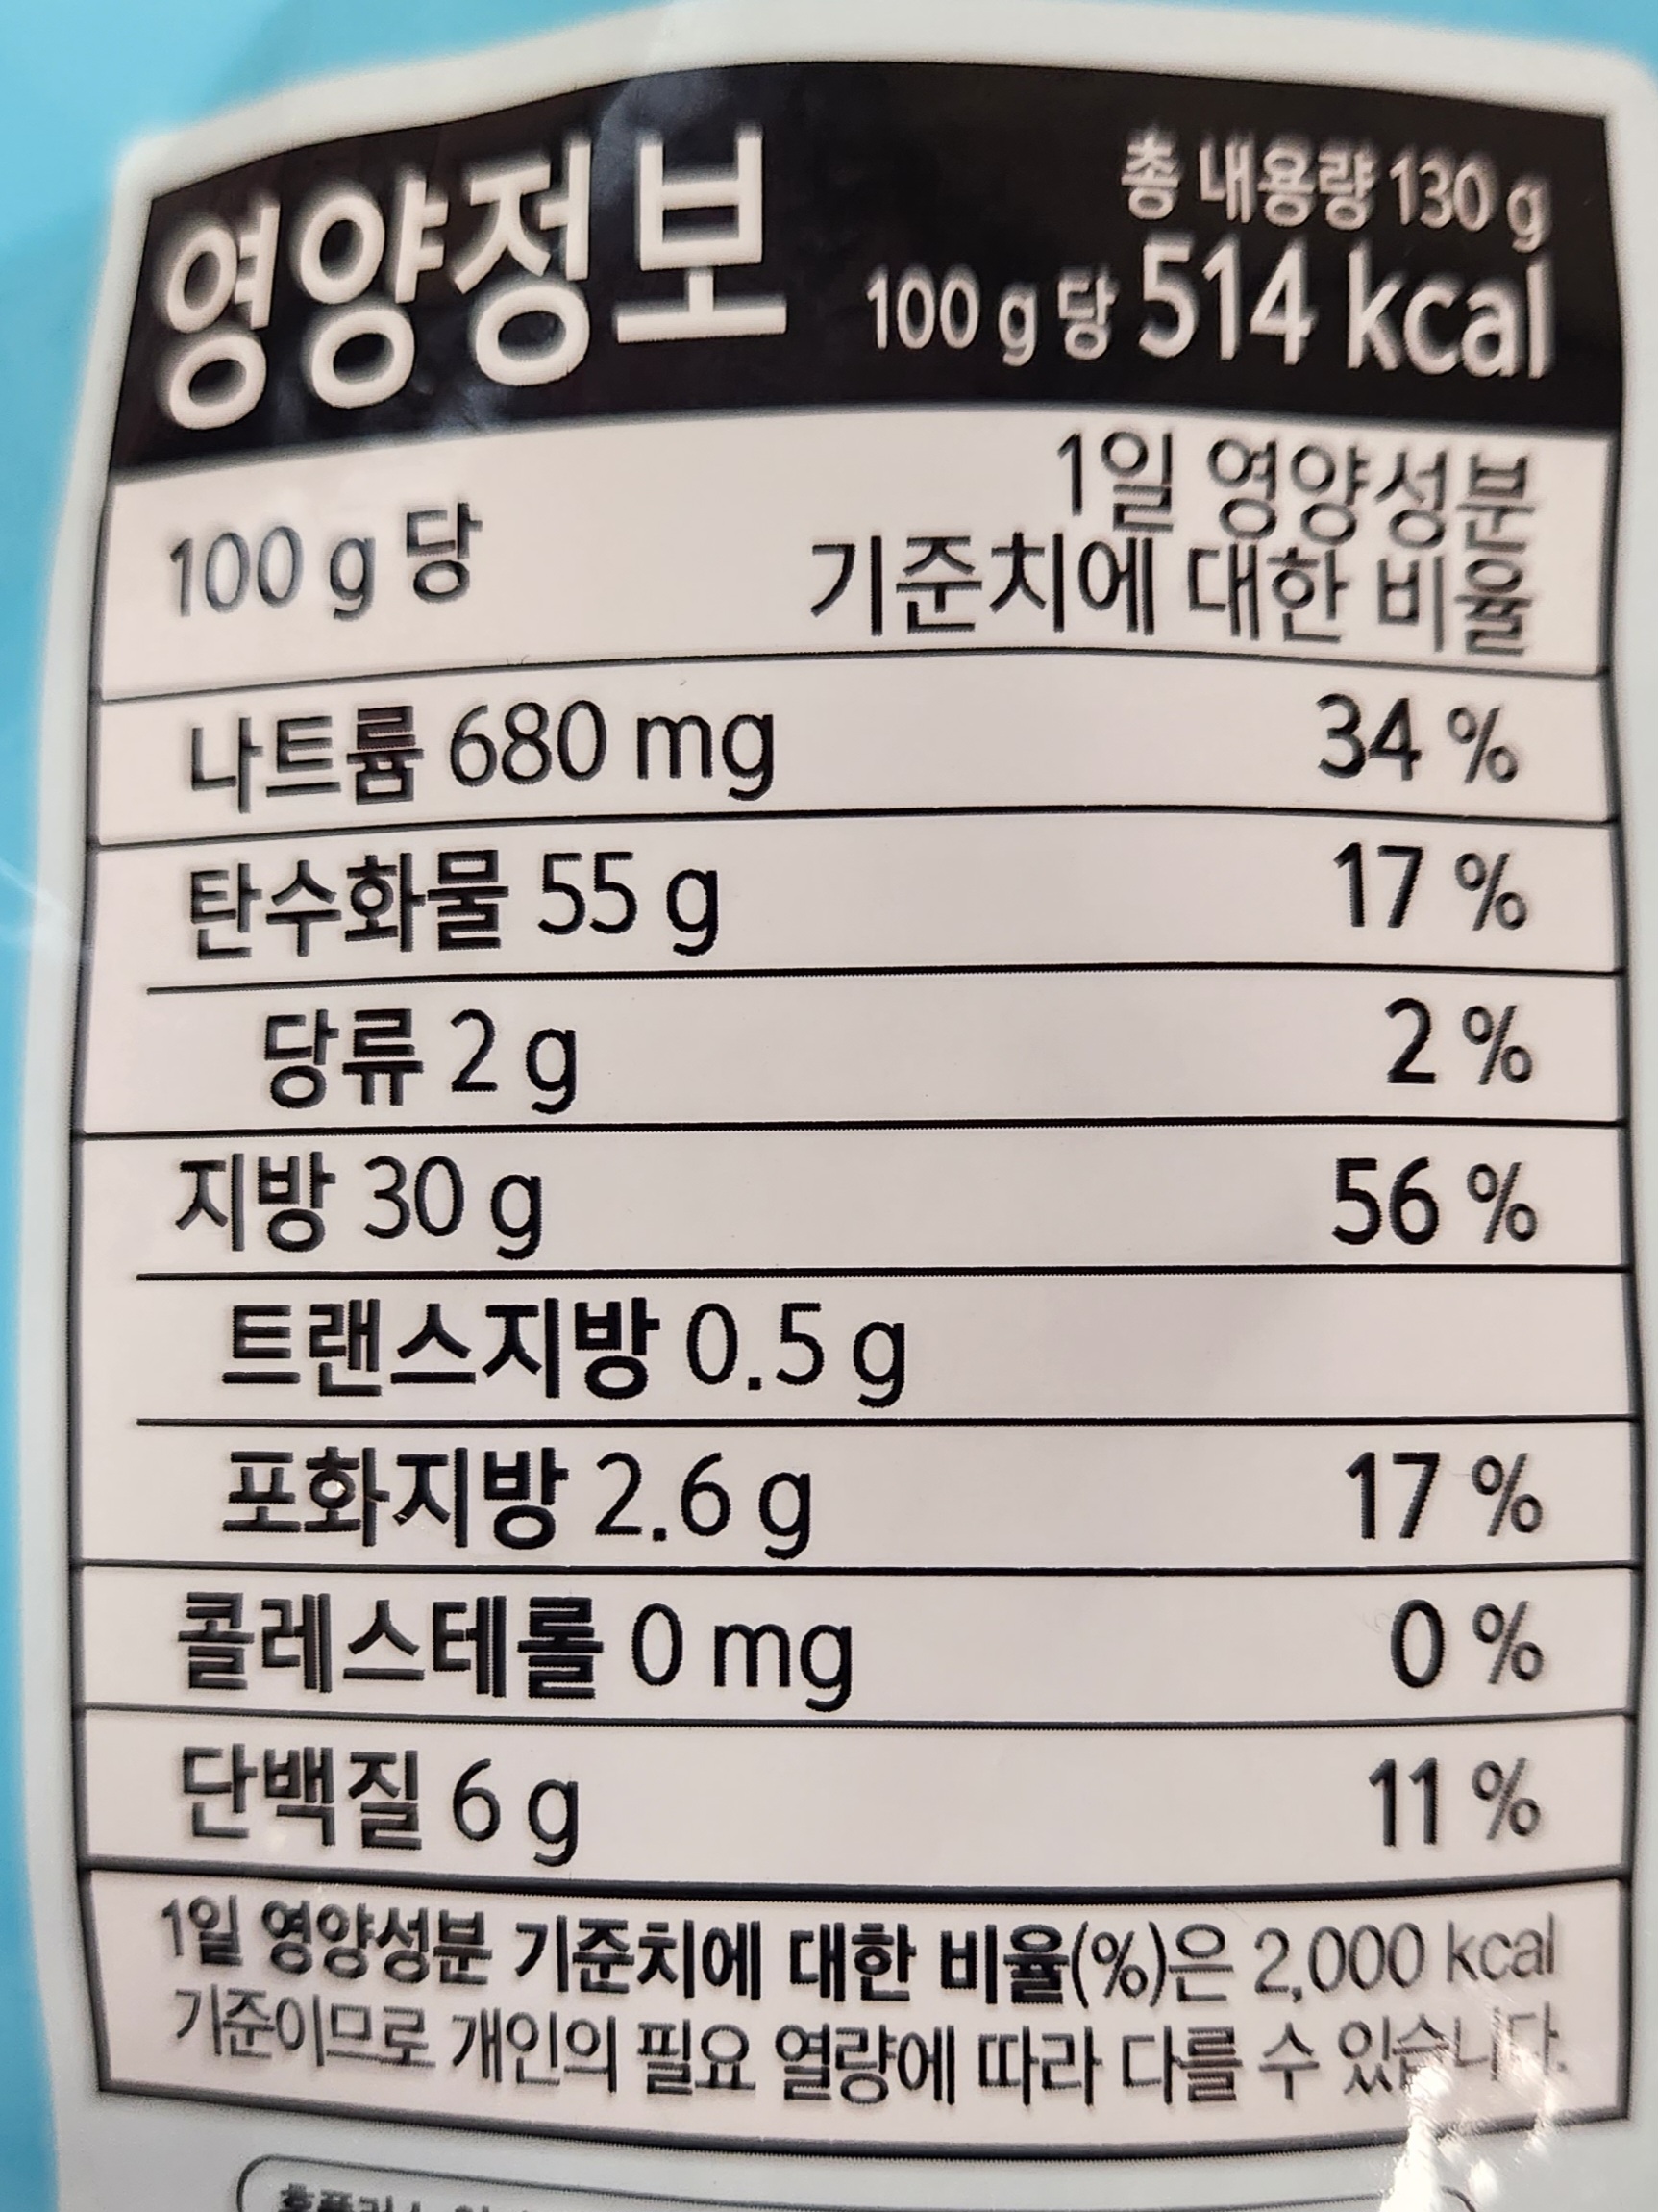 영양정보
총 내용량 130 g
100 g 당 514 kcal
100 g 당
1일 영양성분
기준치에 대한 비율
나트륨 680 mg 34 %
탄수화물 55 g 17 %
당류 2 g 2 %
지방 30 g 56 %
트랜스지방 0.5 g
포화지방 2.6 g 17 %
콜레스테롤 0 mg 0 %
단백질 6 g 11 %
1일 영양성분 기준치에 대한 비율(%)은 2,000 kcal
기준이므로 개인의 필요 열량에 따라 다를 수 있습니다.